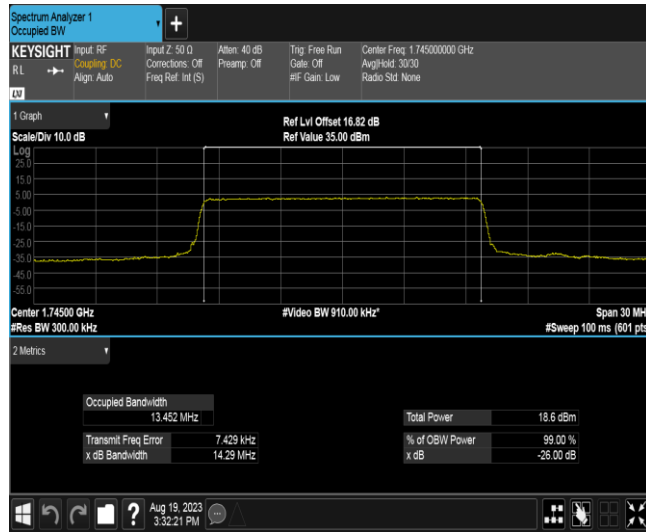 Spectrum Analyzer 1
Occupied BW
+
KEYSIGHT Input: RF Input Z: 50 Ω Atten: 40 dB Trig: Free Run Center Freq: 1.745000000 GHz
RL Coupling: DC Corrections: Off Preamp: Off Gate: Off Avg|Hold: 30/30
Align: Auto Freq Ref: Int (S) #IF Gain: Low Radio Std: None
LXI
1 Graph
Ref Lvl Offset 16.82 dB
Scale/Div 10.0 dB Ref Value 35.00 dBm
Log
25.0
15.0
5.00
-5.00
-15.0
-25.0
-35.0
-45.0
-55.0
Center 1.74500 GHz #Video BW 910.00 kHz* Span 30 MH
#Res BW 300.00 kHz #Sweep 100 ms (601 pts
2 Metrics
Occupied Bandwidth
13.452 MHz Total Power 18.6 dBm
Transmit Freq Error 7.429 kHz % of OBW Power 99.00 %
x dB Bandwidth 14.29 MHz x dB -26.00 dB
? Aug 19, 2023
3:32:21 PM